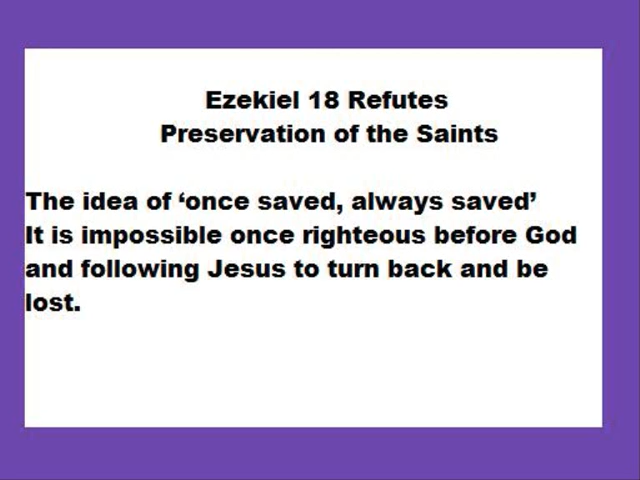 Ezekiel 18 Refutes
Preservation of the Saints
The idea of ‘once saved, always saved’
It is impossible once righteous before God
and following Jesus to turn back and be
lost.